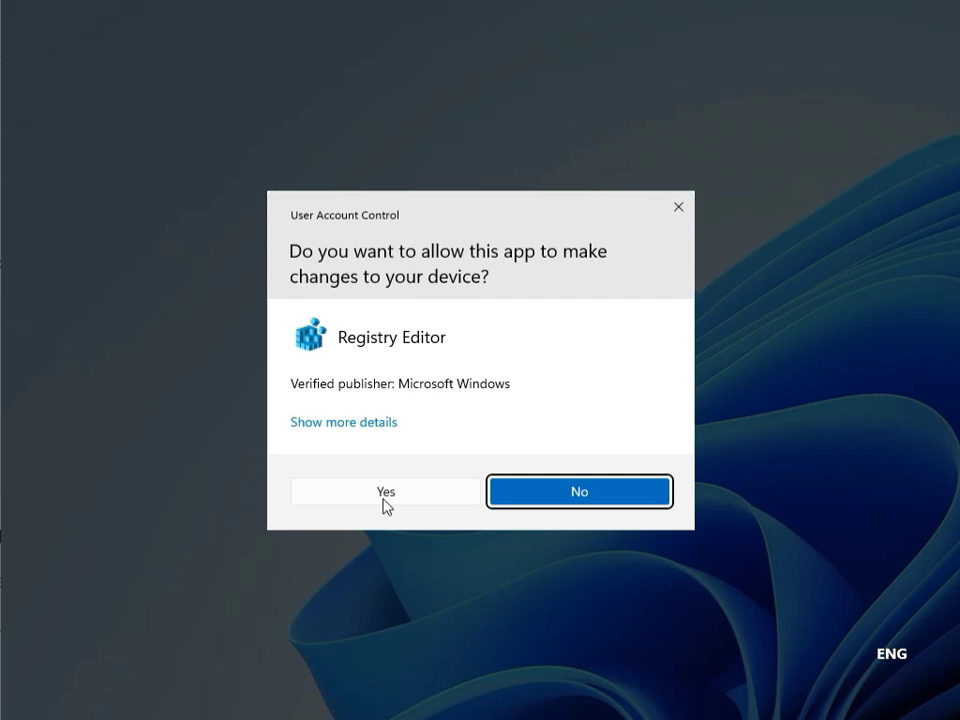 User Account Control
Do you want to allow this app to make
changes to your device?
Registry Editor
Verified publisher: Microsoft Windows
Show more details
Yes
No
ENG